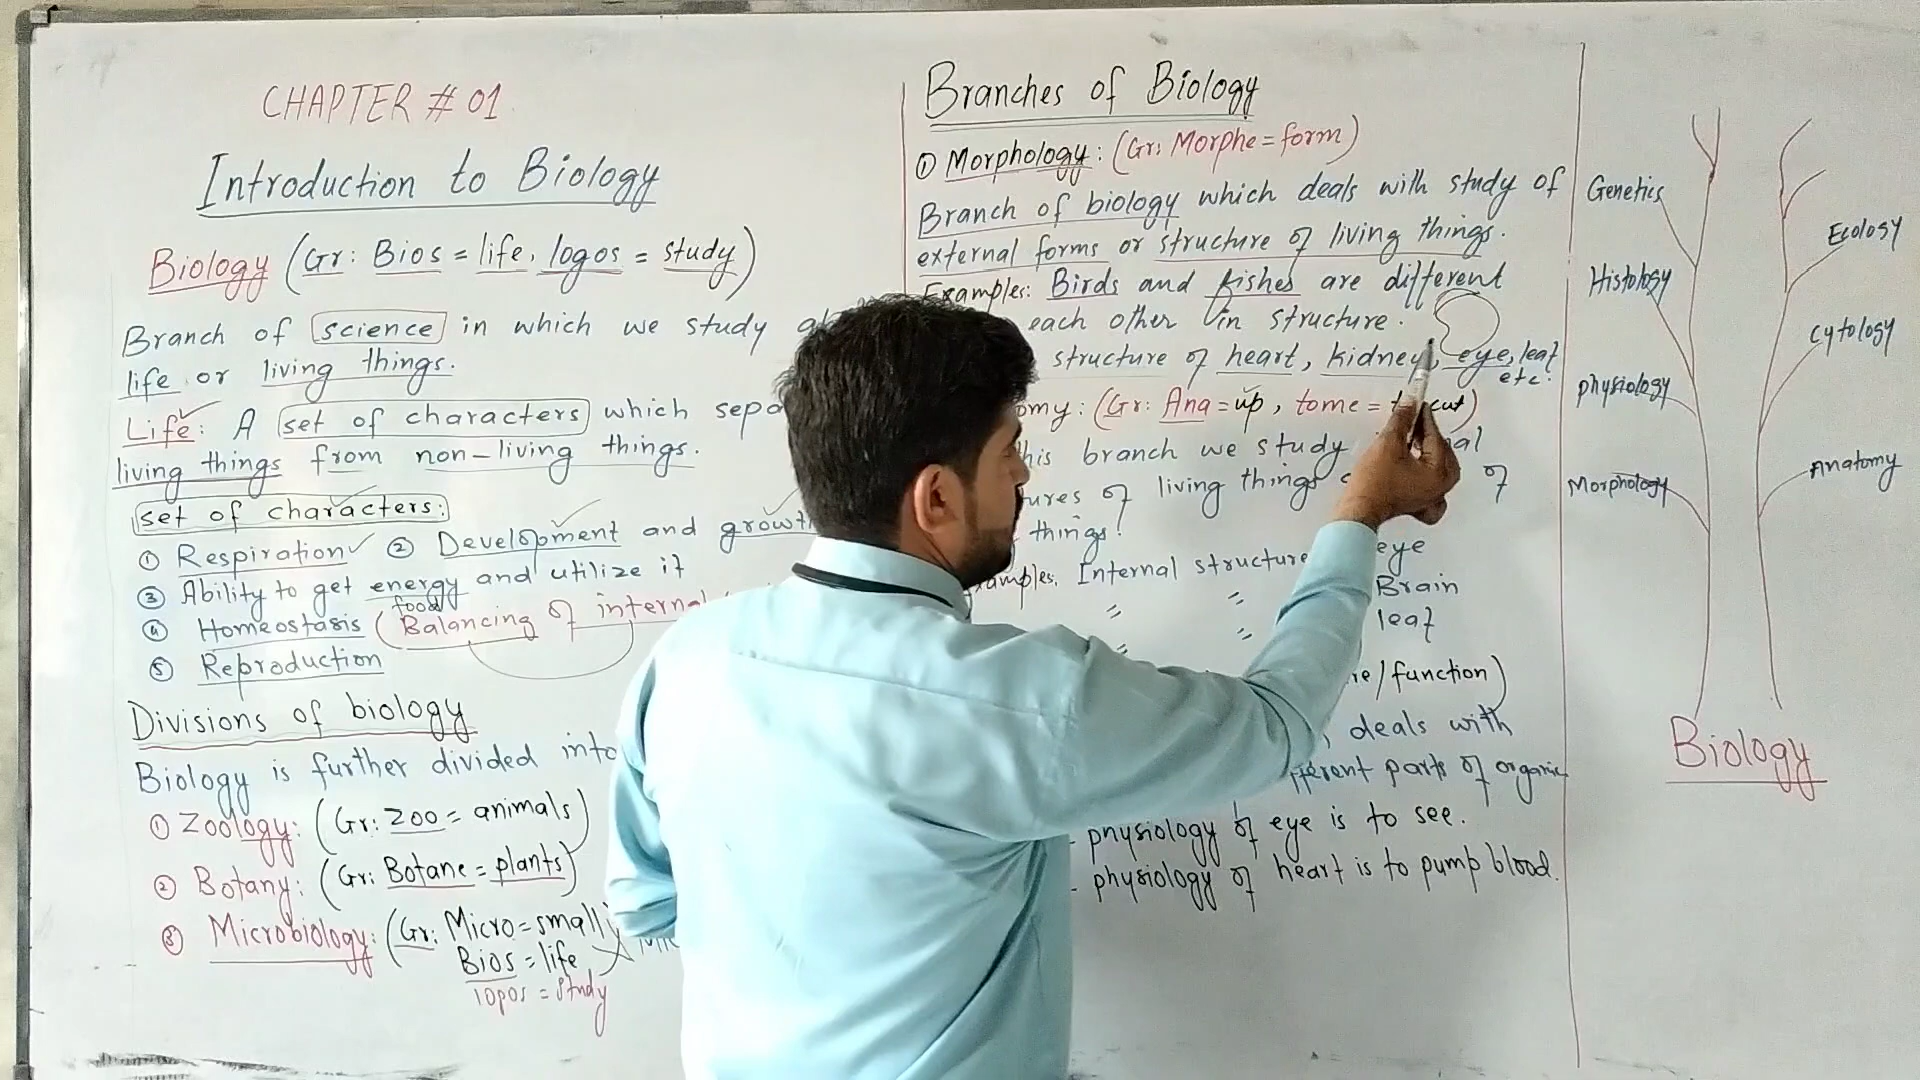 CHAPTER # 01
Introduction to Biology
Biology (Gr: Bios = life, logos = study)
Branch of science in which we study
life or living things.
Life: A set of characters which
living things from non-living things.
set of characters:
① Respiration ② Development and
③ Ability to get energy and utilize it
food
④ Homeostasis (Balancing of
⑤ Reproduction
Divisions of biology
Biology is further divided into
① Zoology: (Gr: Zoo = animals)
② Botany: (Gr: Botane = plants)
③ Microbiology: (Gr: Micro = small
Bios = life
logos = study
Branches of Biology
① Morphology: (Gr: Morphe = form)
Branch of biology which deals with study of
external forms or structure of living things.
Examples: Birds and fishes are different
each other in structure.
structure of heart, kidney, eye, leaf
etc.
(Gr: Ana = up, tome = cut)
branch we study
of living things of
things.
Internal structure eye
Brain
leaf
/function)
deals with
parts of
physiology of eye is to see.
physiology of heart is to pump blood.
Genetics
Ecology
Histology
Cytology
physiology
Anatomy
Morphology
Biology